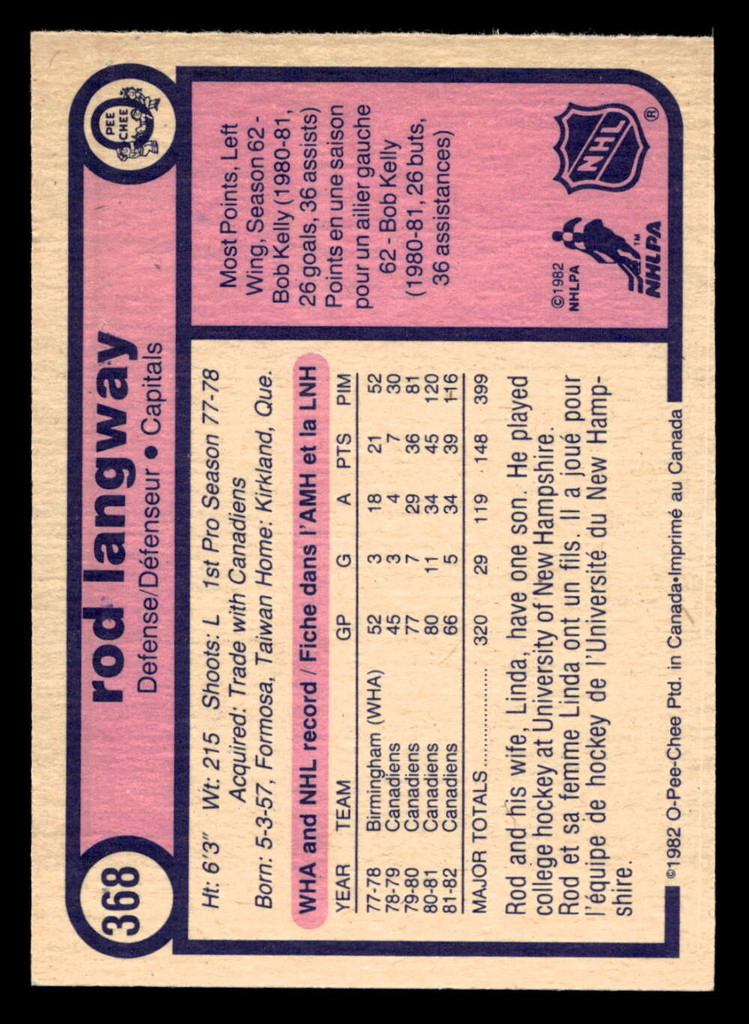 368
rod langway
Defense/Défenseur • Capitals
O
PEE
CHEE
Ht: 6'3" Wt: 215 Shoots: L 1st Pro Season 77-78
Acquired: Trade with Canadiens
Born: 5-3-57, Formosa, Taiwan Home: Kirkland, Que.
WHA and NHL record / Fiche dans l'AMH et la LNH
YEAR TEAM GP G A PTS PIM
77-78 Birmingham (WHA) 52 3 18 21 52
78-79 Canadiens 45 3 4 7 30
79-80 Canadiens 77 7 29 36 81
80-81 Canadiens 80 11 34 45 120
81-82 Canadiens 66 5 34 39 116
MAJOR TOTALS.................... 320 29 119 148 399
Rod and his wife, Linda, have one son. He played
college hockey at University of New Hampshire.
Rod et sa femme Linda ont un fils. Il a joué pour
l'équipe de hockey de l'Université du New Hamp-
shire.
Most Points, Left
Wing, Season 62 -
Bob Kelly (1980-81,
26 goals, 36 assists)
Points en une saison
pour un ailier gauche
62 - Bob Kelly
(1980-81, 26 buts,
36 assistances)
©1982
NHLPA
NHLPA™
NHL
®
©1982 O-Pee-Chee Ptd. in Canada•Imprimé au Canada